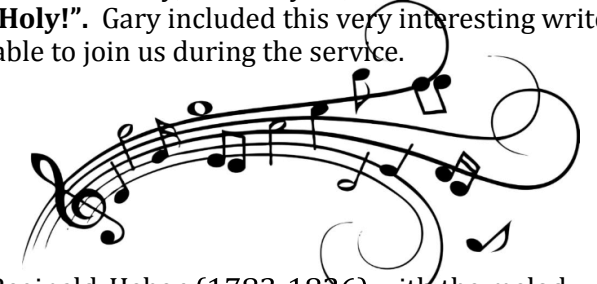 Holy!”. Gary included this very interesting write
able to join us during the service.
Reginald Heber (1783-1826) with the melod